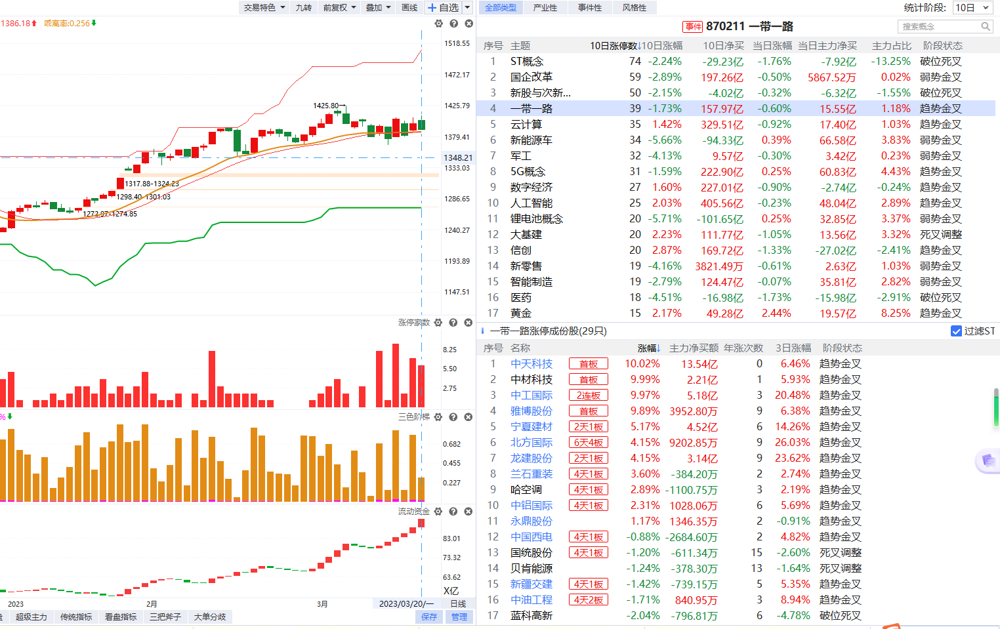 交易特色 九转 前复权 叠加 画线 自选
1386.18 乖离率:0.256
1518.55
1472.17
1425.79
1425.80
1379.41
1348.21
1333.03
1317.88-1324.23
1298.40-1301.03
1286.65
1272.97-1274.85
1240.27
1193.89
1147.51
涨停家数
8.25
5.50
2.75
%
三色阶梯
0.682
0.455
0.227
流动资金
83.01
73.32
63.62
X亿
2023 2月 3月 2023/03/20/一 日线
超级主力 传统指标 看盘指标 三把斧子 大单分歧 保存 管理
全部类型 产业性 事件性 风格性 统计阶段: 10日
事件 870211 一带一路 搜索概念
序号 主题 10日涨停数↓ 10日涨幅 10日净买 当日涨幅 当日主力净买 主力占比 阶段状态
1 ST概念 74 -2.24% -29.23亿 -1.76% -7.92亿 -13.25% 破位死叉
2 国企改革 59 -2.89% 197.26亿 -0.50% 5867.52万 0.02% 弱势金叉
3 新股与次新... 50 -2.15% -4.02亿 -0.32% -6.32亿 -1.55% 破位死叉
4 一带一路 39 -1.73% 157.97亿 -0.60% 15.55亿 1.18% 趋势金叉
5 云计算 35 1.42% 329.51亿 -0.92% 17.40亿 1.03% 趋势金叉
6 新能源车 34 -5.66% -94.33亿 0.39% 66.58亿 3.83% 弱势金叉
7 军工 32 -4.13% 9.57亿 -0.30% 3.42亿 0.23% 弱势金叉
8 5G概念 31 -1.59% 222.90亿 0.25% 60.83亿 4.43% 趋势金叉
9 数字经济 27 1.60% 227.01亿 -0.90% -2.74亿 -0.24% 趋势金叉
10 人工智能 25 2.03% 405.56亿 -0.23% 48.04亿 2.89% 趋势金叉
11 锂电池概念 20 -5.71% -101.65亿 0.25% 32.85亿 3.37% 弱势金叉
12 大基建 20 2.23% 111.77亿 -1.05% 13.56亿 3.32% 死叉调整
13 信创 20 2.87% 169.72亿 -1.33% -27.02亿 -2.41% 趋势金叉
14 新零售 19 -4.16% 3821.49万 -0.61% 2.63亿 1.03% 弱势金叉
15 智能制造 19 -2.79% 124.47亿 -0.07% 35.81亿 2.82% 弱势金叉
16 医药 18 -4.51% -16.98亿 -1.73% -15.98亿 -2.91% 破位死叉
17 黄金 15 2.17% 49.28亿 2.44% 19.57亿 8.25% 趋势金叉
一带一路涨停成份股(29只) 过滤ST
序号 名称 涨幅↓ 主力净买额 年涨次数 3日涨幅 阶段状态
1 中天科技 首板 10.02% 13.54亿 0 6.46% 趋势金叉
2 中材科技 首板 9.99% 2.21亿 1 5.93% 趋势金叉
3 中工国际 2连板 9.97% 5.18亿 3 20.48% 趋势金叉
4 雅博股份 首板 9.89% 3952.80万 9 6.38% 趋势金叉
5 宁夏建材 2天1板 5.17% 4.52亿 6 14.26% 趋势金叉
6 北方国际 6天4板 4.15% 9202.85万 9 26.03% 趋势金叉
7 龙建股份 2天1板 4.15% 3.14亿 9 23.62% 趋势金叉
8 兰石重装 4天1板 3.60% -384.20万 2 2.74% 趋势金叉
9 哈空调 4天1板 2.89% -1100.75万 3 2.19% 趋势金叉
10 中铝国际 4天1板 2.31% 1028.06万 6 5.69% 趋势金叉
11 永鼎股份 1.17% 1346.35万 2 -0.91% 趋势金叉
12 中国西电 4天1板 -0.88% -2684.60万 2 4.82% 趋势金叉
13 国统股份 4天1板 -1.20% -611.34万 15 -2.60% 死叉调整
14 贝肯能源 -1.24% -378.30万 13 -1.64% 死叉调整
15 新疆交建 4天1板 -1.42% -739.15万 5 5.35% 趋势金叉
16 中油工程 4天2板 -1.71% 840.95万 3 8.94% 趋势金叉
17 蓝科高新 -2.04% -796.81万 6 -4.78% 破位死叉